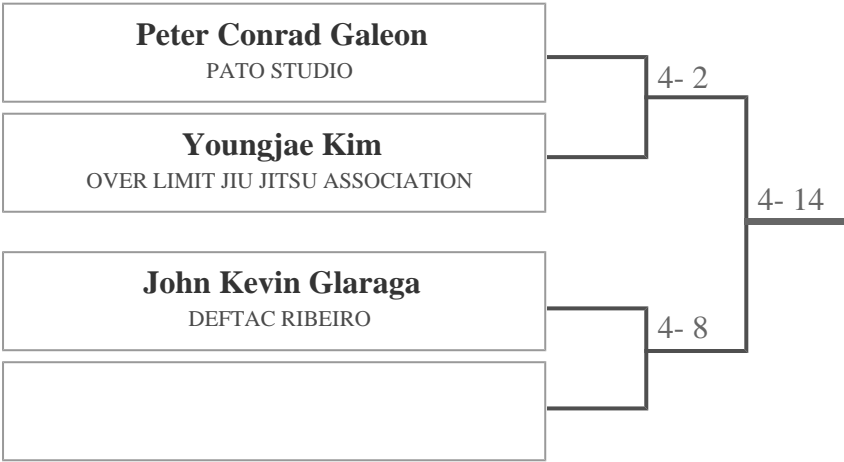 Peter Conrad Galeon
PATO STUDIO
4- 2
Youngjae Kim
OVER LIMIT JIU JITSU ASSOCIATION
4- 14
John Kevin Glaraga
DEFTAC RIBEIRO
4- 8